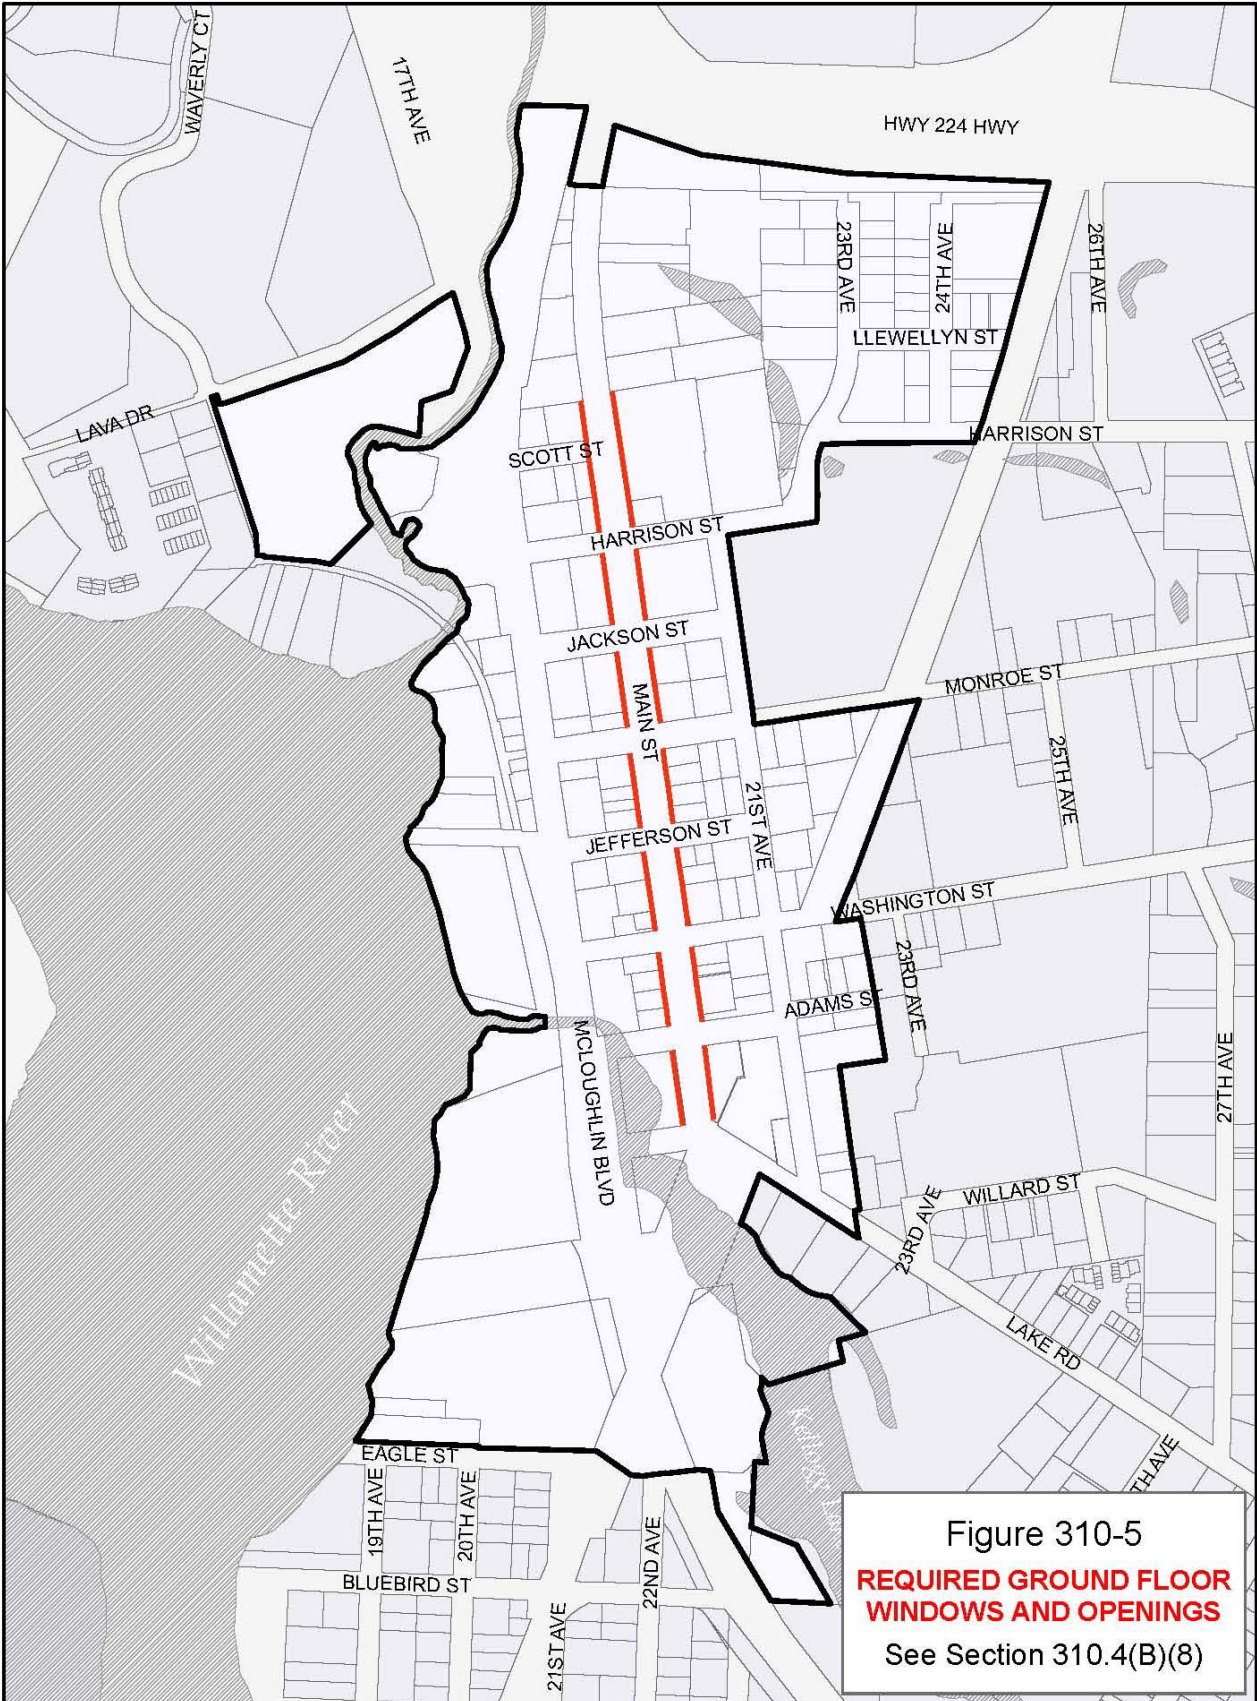 WAVERLY CT
17TH AVE
HWY 224 HWY
23RD AVE
24TH AVE
26TH AVE
LLEWELLYN ST
LAVA DR
SCOTT ST
HARRISON ST
HARRISON ST
JACKSON ST
MAIN ST
MONROE ST
25TH AVE
21ST AVE
JEFFERSON ST
WASHINGTON ST
23RD AVE
ADAMS ST
MCLOUGHLIN BLVD
27TH AVE
Willamette River
WILLARD ST
23RD AVE
LAKE RD
Kellogg
EAGLE ST
19TH AVE
20TH AVE
TH AVE
22ND AVE
BLUEBIRD ST
21ST AVE
Figure 310-5
REQUIRED GROUND FLOOR
WINDOWS AND OPENINGS
See Section 310.4(B)(8)